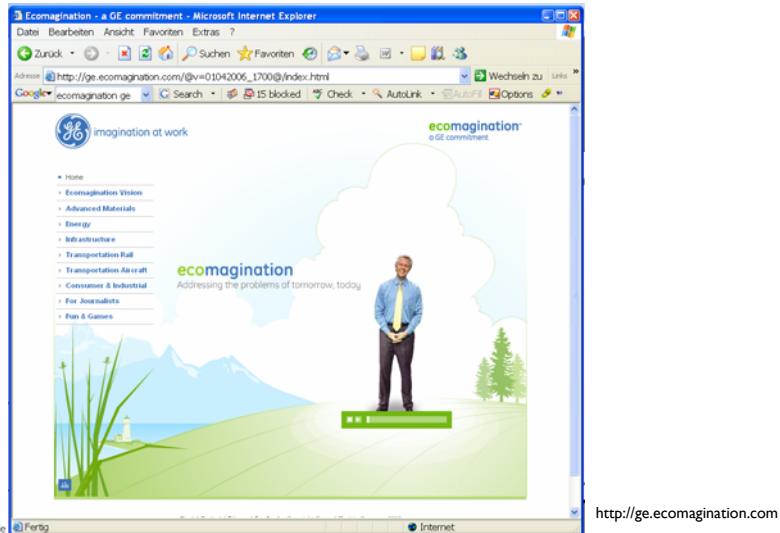 Ecomagination - a GE commitment - Microsoft Internet Explorer
Datei Bearbeiten Ansicht Favoriten Extras ?
Zurück Suchen Favoriten
Adresse http://ge.ecomagination.com/@v=01042006_1700@/index.html Wechseln zu Links »
Google ecomagination ge Search 15 blocked Check AutoLink AutoFill Options
imagination at work
ecomagination
a GE commitment
Home
Ecomagination Vision
Advanced Materials
Energy
Infrastructure
Transportation Rail
Transportation Aircraft
Consumer & Industrial
For Journalists
Fun & Games
ecomagination
Addressing the problems of tomorrow, today
http://ge.ecomagination.com
e Fertig Internet